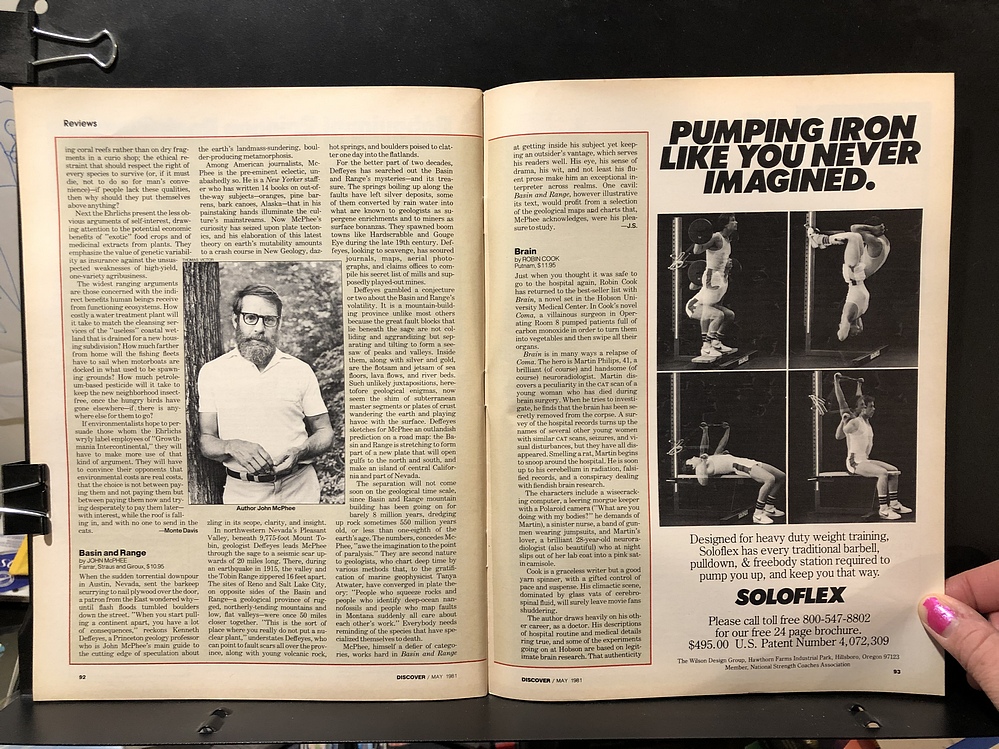 Reviews
ing coral reefs rather than on dry frag-
ments in a curio shop; the ethical re-
straint that should respect the right of
every species to survive (or, if it must
die, not to do so for man's conve-
nience)—if people lack these qualities,
then why should they put themselves
above anything?
Next the Ehrlichs present the less ob-
vious arguments of self-interest, draw-
ing attention to the potential economic
benefits of "exotic" food crops and of
medicinal extracts from plants. They
emphasize the value of genetic variabil-
ity as insurance against the unsus-
pected weaknesses of high-yield,
one-variety agribusiness.
The widest ranging arguments
are those concerned with the indi-
rect benefits human beings receive
from functioning ecosystems. How
costly a water treatment plant will
it take to match the cleansing ser-
vices of the "useless" coastal wet-
land that is drained for a new hous-
ing subdivision? How much farther
from home will the fishing fleets
have to sail when motorboats are
docked in what used to be spawn-
ing grounds? How much petrole-
um-based pesticide will it take to
keep the new neighborhood insect-
free, once the hungry birds have
gone elsewhere—if there is any-
where else for them to go?
If environmentalists hope to per-
suade those whom the Ehrlichs
wryly label employees of "Growth-
mania Intercontinental," they will
have to make more use of that
kind of argument. They will have
to convince their opponents that
environmental costs are real costs,
that the choice is not between pay-
ing them and not paying them but
between paying them now and try-
ing desperately to pay them later—
with interest, while the roof is fall-
ing in, and with no one to send in the
cats. —Monte Davis
Basin and Range
by JOHN McPHEE
Farrar, Straus and Giroux, $10.95
When the sudden torrential downpour
in Austin, Nevada, sent the barkeep
scurrying to nail plywood over the door,
a patron from the East wondered why—
until flash floods tumbled boulders
down the street. "When you start pull-
ing a continent apart, you have a lot
of consequences," reckons Kenneth
Deffeyes, a Princeton geology professor
who is John McPhee's main guide to
the cutting edge of speculation about
the earth's landmass-sundering, boul-
der-producing metamorphosis.
Among American journalists, Mc-
Phee is the pre-eminent eclectic, un-
abashedly so. He is a New Yorker staff-
er who has written 14 books on out-of-
the-way subjects—oranges, pine bar-
rens, bark canoes, Alaska—that in his
painstaking hands illuminate the cul-
ture's mainstreams. Now McPhee's
curiosity has seized upon plate tecton-
ics, and his elaboration of this latest
theory on earth's mutability amounts
to a crash course in New Geology, daz-
THOMAS VICTOR
Author John McPhee
zling in its scope, clarity, and insight.
In northwestern Nevada's Pleasant
Valley, beneath 9,775-foot Mount To-
bin, geologist Deffeyes leads McPhee
through the sage to a seismic scar up-
wards of 20 miles long. There, during
an earthquake in 1915, the valley and
the Tobin Range zippered 16 feet apart.
The sites of Reno and Salt Lake City,
on opposite sides of the Basin and
Range—a geological province of rug-
ged, northerly-tending mountains and
low, flat valleys—were once 50 miles
closer together. "This is the sort of
place where you really do not put a nu-
clear plant," understates Deffeyes, who
can point to fault scars all over the prov-
ince, along with young volcanic rock,
hot springs, and boulders poised to clat-
ter one day into the flatlands.
For the better part of two decades,
Deffeyes has searched out the Basin
and Range's mysteries—and its trea-
sure. The springs boiling up along the
faults have left silver deposits, some
of them converted by rain water into
what are known to geologists as su-
pergene enrichments and to miners as
surface bonanzas. They spawned boom
towns like Hardscrabble and Gouge
Eye during the late 19th century. Def-
feyes, looking to scavenge, has scoured
journals, maps, aerial photo-
graphs, and claims offices to com-
pile his secret list of mills and sup-
posedly played-out mines.
Deffeyes gambled a conjecture
or two about the Basin and Range's
volatility. It is a mountain-build-
ing province unlike most others
because the great fault blocks that
lie beneath the sage are not col-
liding and aggrandizing but sep-
arating and tilting to form a see-
saw of peaks and valleys. Inside
them, along with silver and gold,
are the flotsam and jetsam of sea
floors, lava flows, and river beds.
Such unlikely juxtapositions, here-
tofore geological enigmas, now
seem the shim of subterranean
master segments or plates of crust
wandering the earth and playing
havoc with the surface. Deffeyes
sketches for McPhee an outlandish
prediction on a road map: the Ba-
sin and Range is stretching to form
part of a new plate that will open
gulfs to the north and south, and
make an island of central Califor-
nia and part of Nevada.
The separation will not come
soon on the geological time scale,
since Basin and Range mountain
building has been going for
barely 8 million years, dredging
up rock sometimes 550 million years
old, or less than one-eighth of the
earth's age. The numbers, concedes Mc-
Phee, "awe the imagination to the point
of paralysis." They are second nature
to geologists, who chart deep time by
various methods that, to the gratifi-
cation of marine geophysicist Tanya
Atwater, have converged in plate the-
ory: "People who squeeze rocks and
people who identify deep-ocean nan-
nofossils and people who map faults
in Montana suddenly all care about
each other's work." Everybody needs
reminding of the species that have spe-
cialized themselves to death.
McPhee, himself a defier of catego-
ries, works hard in Basin and Range
92
DISCOVER / MAY 1981
at getting inside his subject yet keep-
ing an outsider's vantage, which serves
his readers well. His eye, his sense of
drama, his wit, and not least his flu-
ent prose make him an exceptional in-
terpreter across realms. One cavil:
Basin and Range, however illustrative
its text, would profit from a selection
of the geological maps and charts that,
McPhee acknowledges, were his plea-
sure to study. —J.S.
Brain
by ROBIN COOK
Putnam, $11.95
Just when you thought it was safe to
go to the hospital again, Robin Cook
has returned to the best-seller list with
Brain, a novel set in the Hobson Uni-
versity Medical Center. In Cook's novel
Coma, a villainous surgeon in Oper-
ating Room 8 pumped patients full of
carbon monoxide in order to turn them
into vegetables and then swipe all their
organs.
Brain is in many ways a relapse of
Coma. The hero is Martin Philips, 41, a
brilliant (of course) and handsome (of
course) neuroradiologist. Martin dis-
covers a peculiarity in the CAT scan of a
young woman who has died during
brain surgery. When he tries to investi-
gate, he finds that the brain has been se-
cretly removed from the corpse. A sur-
vey of the hospital records turns up the
names of several other young women
with similar CAT scans, seizures, and vi-
sual disturbances, but they have all dis-
appeared. Smelling a rat, Martin begins
to snoop around the hospital. He is soon
up to his cerebellum in radiation, falsi-
fied records, and a conspiracy dealing
with fiendish brain research.
The characters include a wisecrack-
ing computer, a leering morgue keeper
with a Polaroid camera ("What are you
doing with my bodies?" he demands of
Martin), a sinister nurse, a band of gun-
men wearing jumpsuits, and Martin's
lover, a brilliant 28-year-old neurora-
diologist (also beautiful) who at night
slips out of her lab coat into a pink sat-
in camisole.
Cook is a graceless writer but a good
yarn spinner, with a gifted control of
pace and suspense. His climactic scene,
dominated by glass vats of cerebro-
spinal fluid, will surely leave movie fans
shuddering.
The author draws heavily on his oth-
er career, as a doctor. His descriptions
of hospital routine and medical details
ring true, and some of the experiments
going on at Hobson are based on legit-
imate brain research. That authenticity
DISCOVER / MAY 1981
PUMPING IRON
LIKE YOU NEVER
IMAGINED.
Designed for heavy duty weight training,
Soloflex has every traditional barbell,
pulldown, & freebody station required to
pump you up, and keep you that way.
SOLOFLEX
Please call toll free 800-547-8802
for our free 24 page brochure.
$495.00 U.S. Patent Number 4,072,309
The Wilson Design Group, Hawthorn Farms Industrial Park, Hillsboro, Oregon 97123
Member, National Strength Coaches Association
93